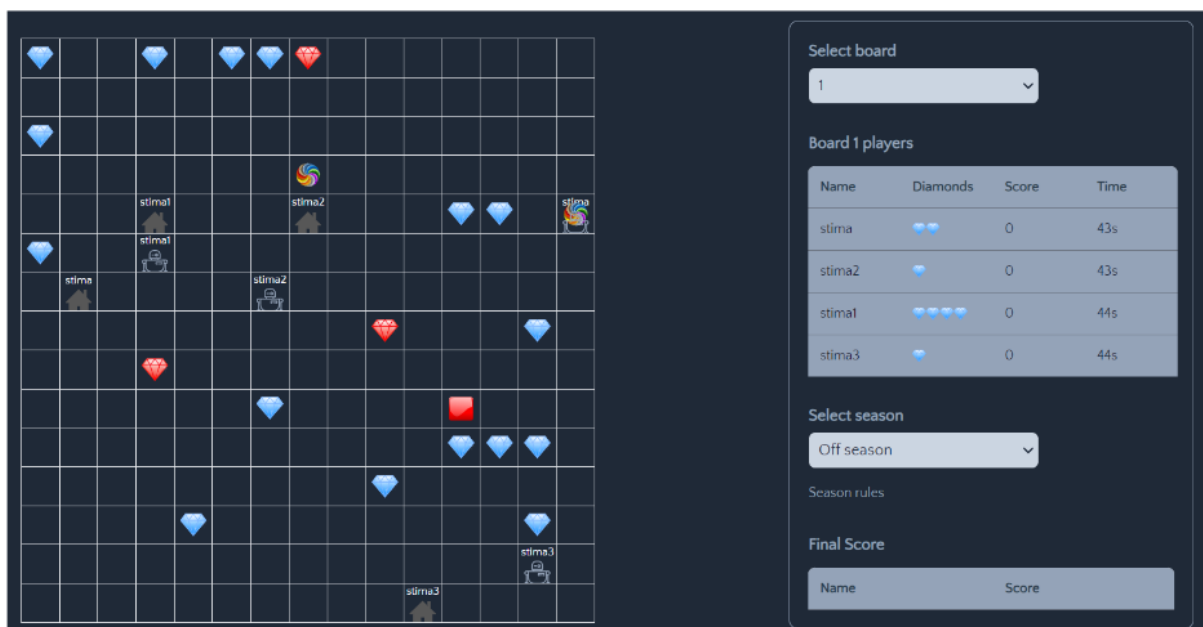 stima1
stima2
stima
stima1
stima
stima2
stima3
stima3
Select board
1
Board 1 players
Name Diamonds Score Time
stima 0 43s
stima2 0 43s
stima1 0 44s
stima3 0 44s
Select season
Off season
Season rules
Final Score
Name Score